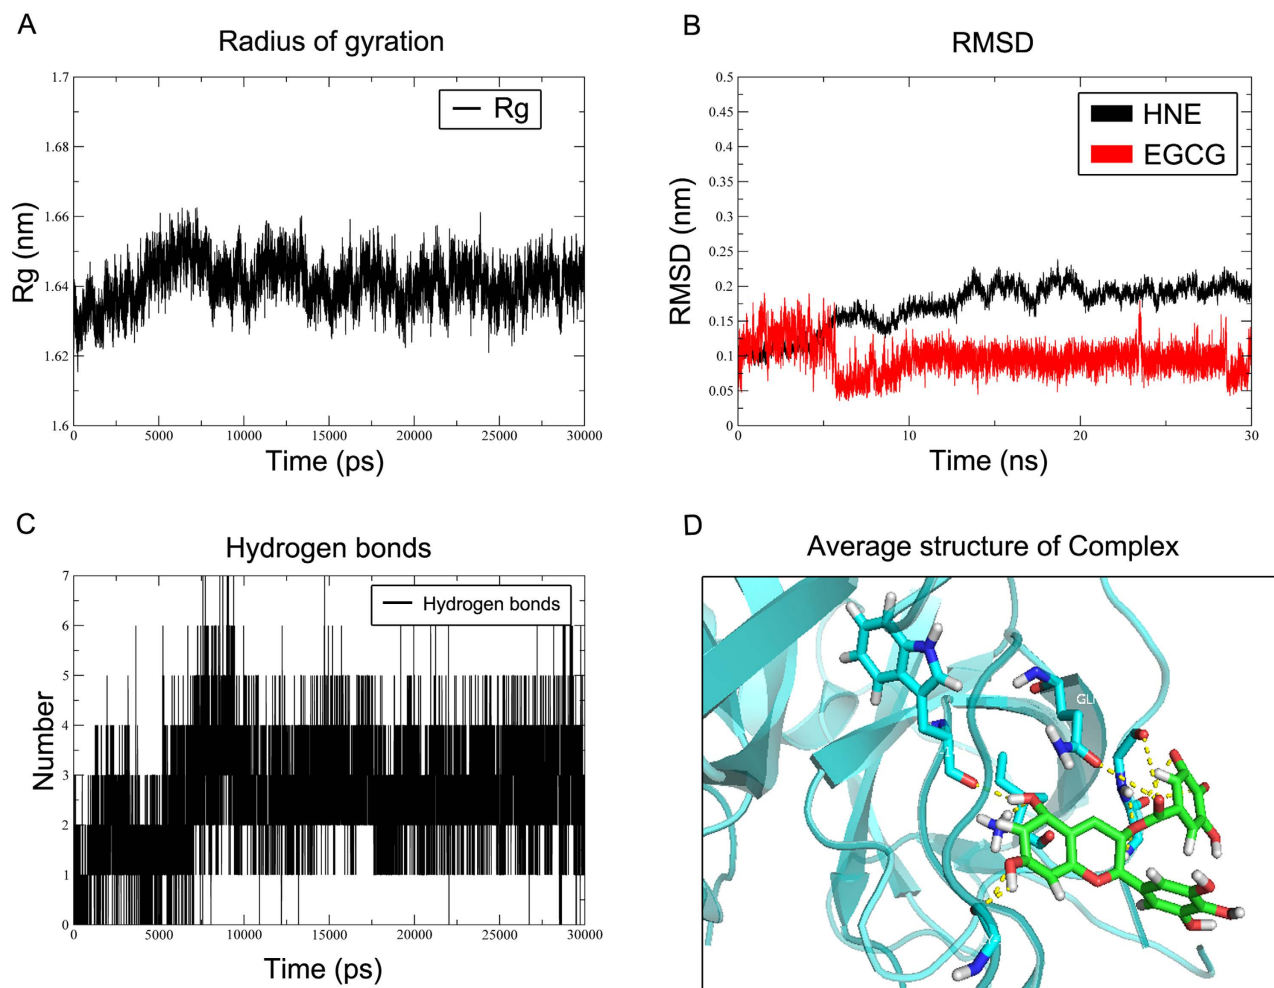 A
Radius of gyration
1.7
1.68
1.66
1.64
1.62
1.6
Rg (nm)
Rg
0 5000 10000 15000 20000 25000 30000
Time (ps)
B
RMSD
0.5
0.45
0.4
0.35
0.3
0.25
0.2
0.15
0.1
0.05
0
RMSD (nm)
HNE
EGCG
0 10 20 30
Time (ns)
C
Hydrogen bonds
7
6
5
4
3
2
1
0
Number
Hydrogen bonds
0 5000 10000 15000 20000 25000 30000
Time (ps)
D
Average structure of Complex